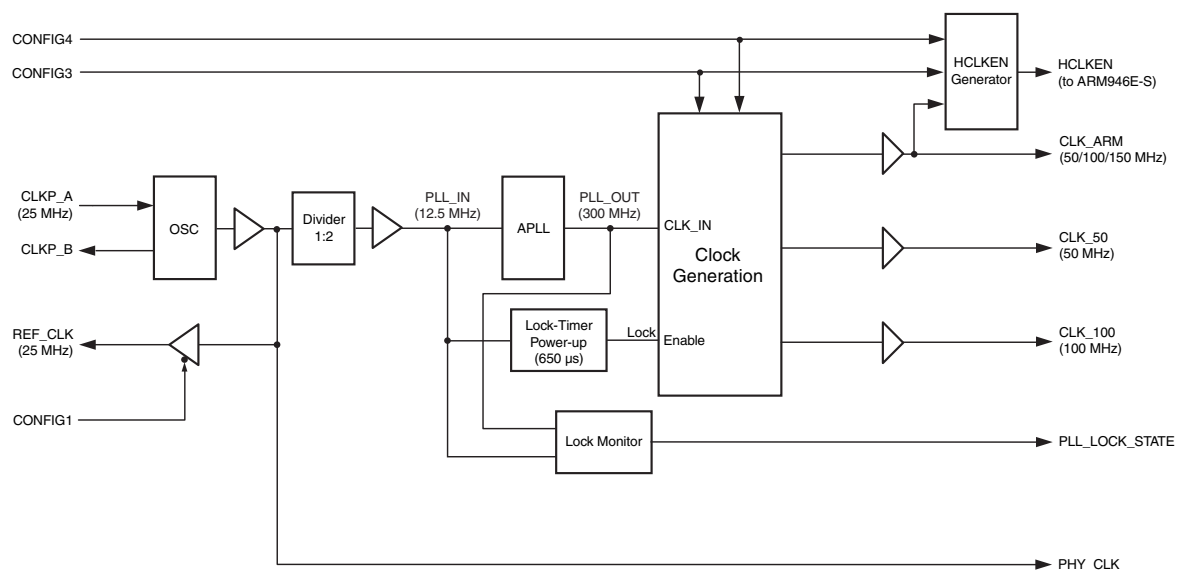 CONFIG4
CONFIG3
HCLKEN
Generator
HCLKEN
(to ARM946E-S)
CLK_ARM
(50/100/150 MHz)
CLKP_A
(25 MHz)
CLKP_B
OSC
Divider
1:2
PLL_IN
(12.5 MHz)
APLL
PLL_OUT
(300 MHz)
CLK_IN
Clock
Generation
CLK_50
(50 MHz)
REF_CLK
(25 MHz)
Lock-Timer
Power-up
(650 µs)
Lock
Enable
CLK_100
(100 MHz)
CONFIG1
Lock Monitor
PLL_LOCK_STATE
PHY_CLK